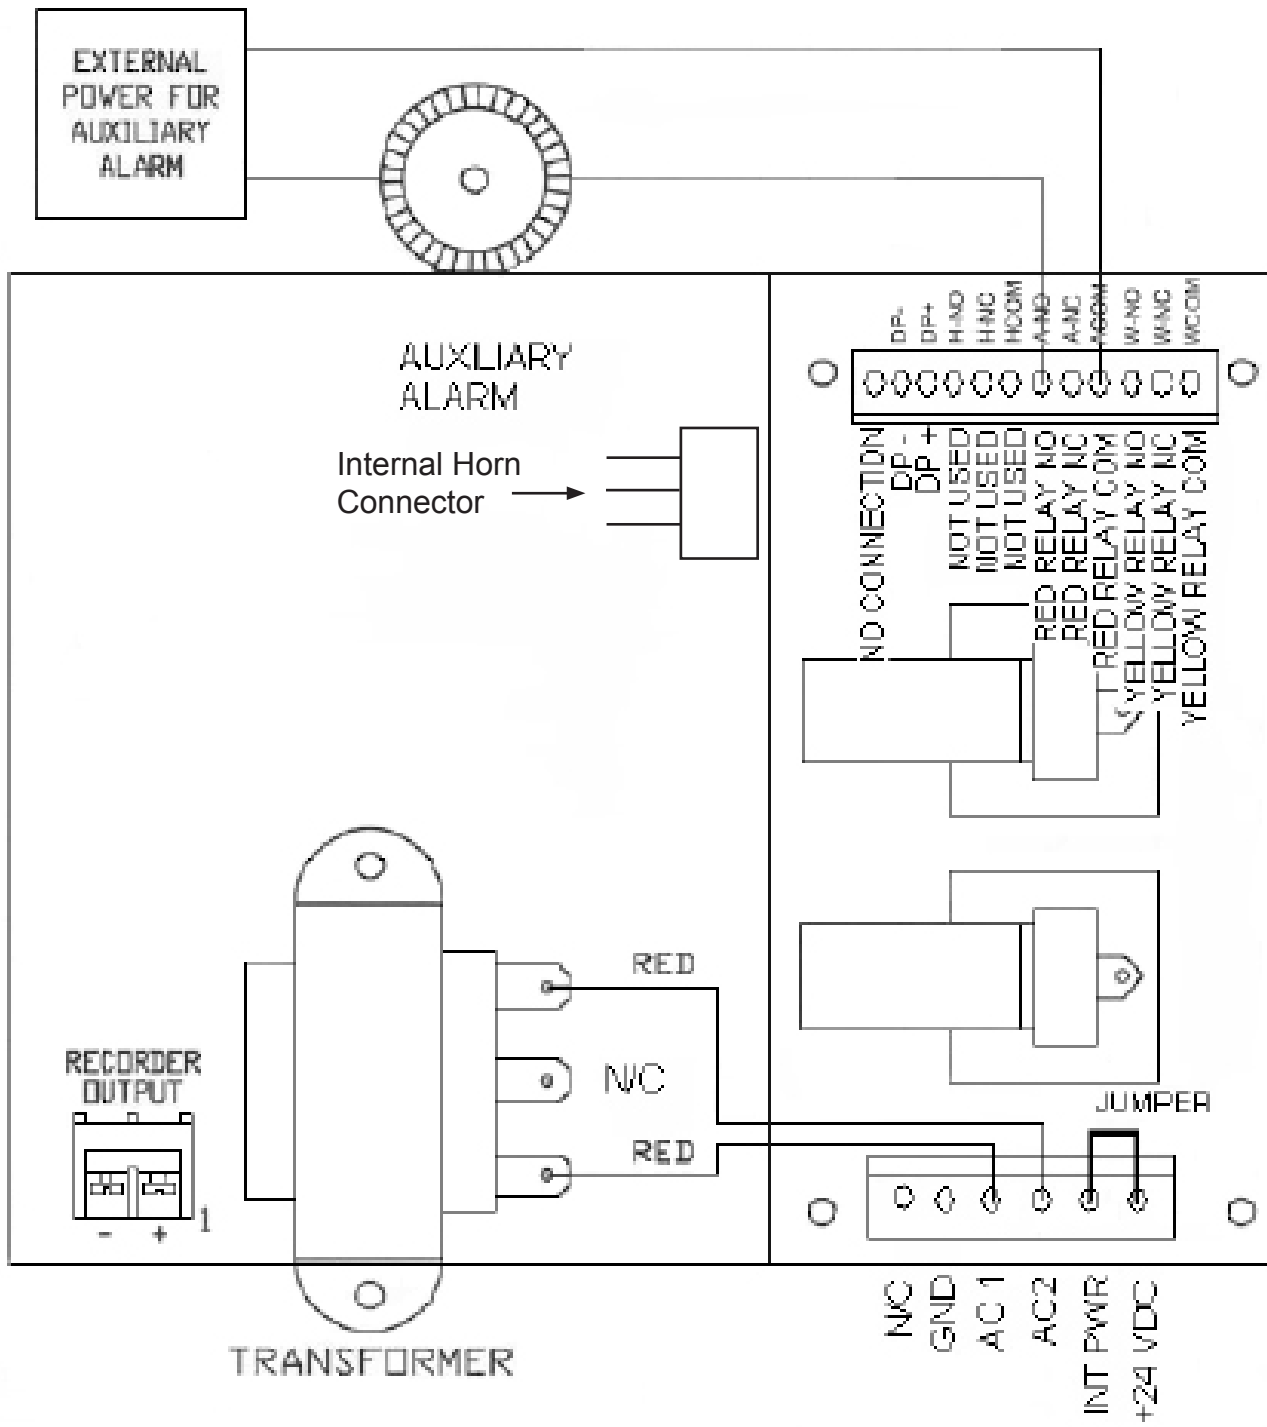 EXTERNAL
POWER FOR
AUXILIARY
ALARM
DP-
DP+
H-NO
H-NC
HCOM
A-NO
A-NC
ACOM
W-NO
W-NC
WCOM
AUXILIARY
ALARM
Internal Horn
Connector
NO CONNECTION
DP -
DP +
NOT USED
NOT USED
NOT USED
RED RELAY NO
RED RELAY NC
RED RELAY COM
YELLOW RELAY NO
YELLOW RELAY NC
YELLOW RELAY COM
RED
N/C
RED
RECORDER
OUTPUT
- + 1
JUMPER
N/C
GND
AC1
AC2
INT PWR
+24 VDC
TRANSFORMER